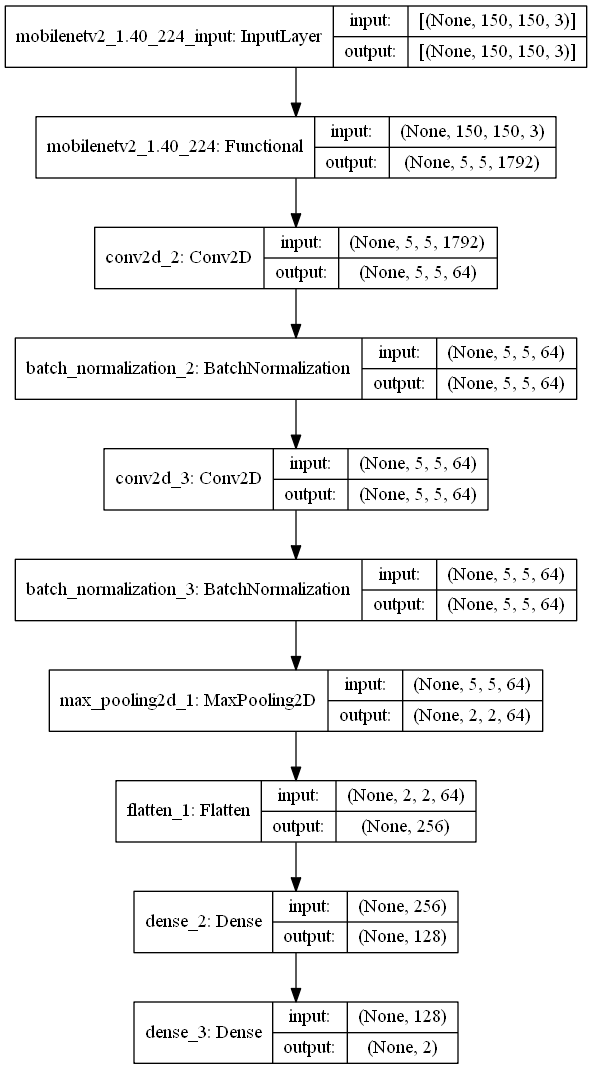 mobilenetv2_1.40_224_input: InputLayer
input: [(None, 150, 150, 3)]
output: [(None, 150, 150, 3)]
mobilenetv2_1.40_224: Functional
input: (None, 150, 150, 3)
output: (None, 5, 5, 1792)
conv2d_2: Conv2D
input: (None, 5, 5, 1792)
output: (None, 5, 5, 64)
batch_normalization_2: BatchNormalization
input: (None, 5, 5, 64)
output: (None, 5, 5, 64)
conv2d_3: Conv2D
input: (None, 5, 5, 64)
output: (None, 5, 5, 64)
batch_normalization_3: BatchNormalization
input: (None, 5, 5, 64)
output: (None, 5, 5, 64)
max_pooling2d_1: MaxPooling2D
input: (None, 5, 5, 64)
output: (None, 2, 2, 64)
flatten_1: Flatten
input: (None, 2, 2, 64)
output: (None, 256)
dense_2: Dense
input: (None, 256)
output: (None, 128)
dense_3: Dense
input: (None, 128)
output: (None, 2)